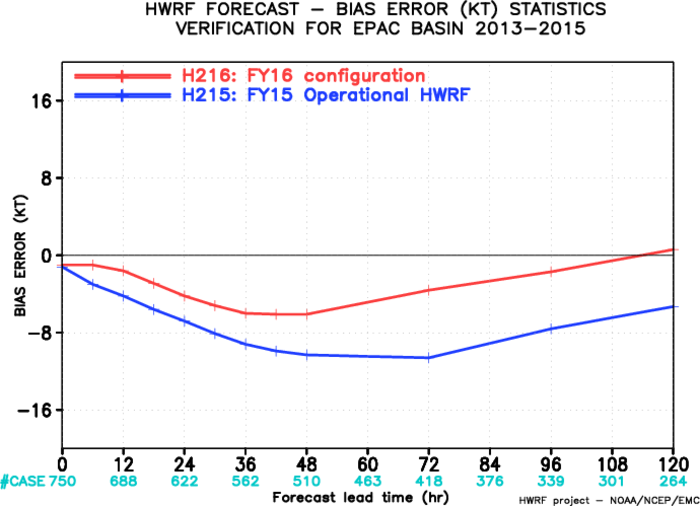 HWRF FORECAST − BIAS ERROR (KT) STATISTICS
VERIFICATION FOR EPAC BASIN 2013−2015
H216: FY16 configuration
H215: FY15 Operational HWRF
BIAS ERROR (KT)
16
8
0
−8
−16
0 12 24 36 48 60 72 84 96 108 120
#CASE 750 688 622 562 510 463 418 376 339 301 264
Forecast lead time (hr)
HWRF project − NOAA/NCEP/EMC